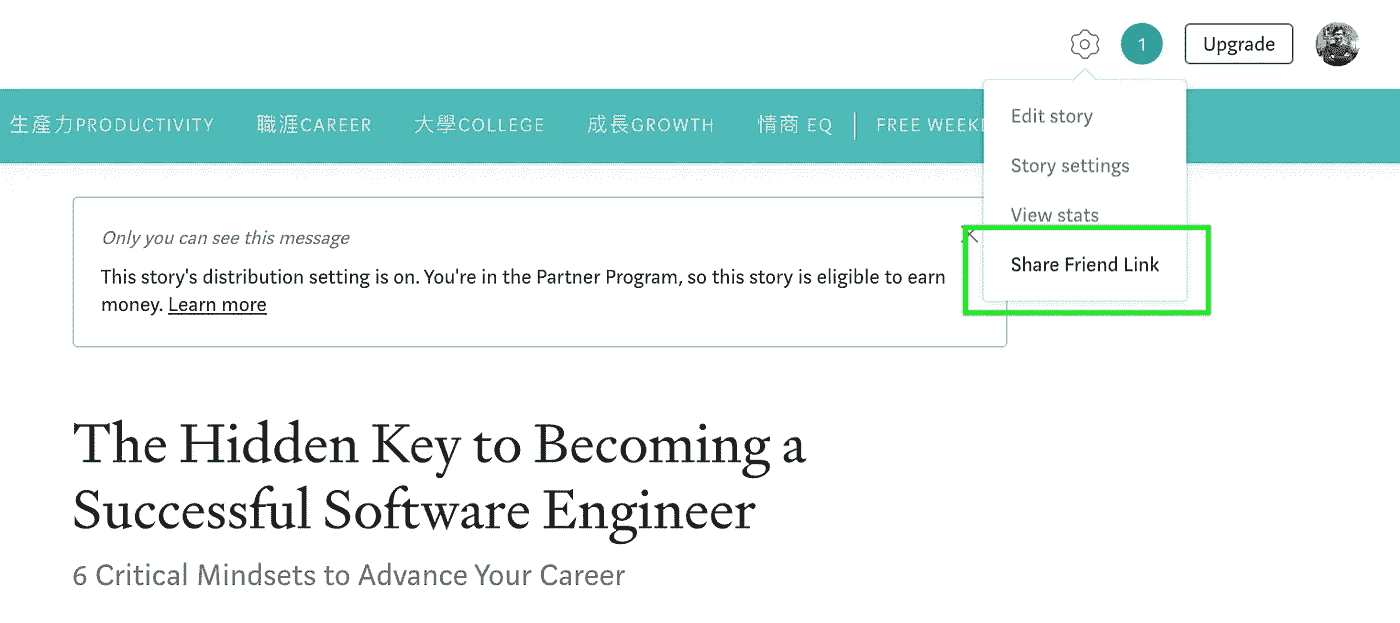 1 Upgrade
生產力PRODUCTIVITY 職涯CAREER 大學COLLEGE 成長GROWTH 情商 EQ FREE
Edit story
Story settings
View stats
Share Friend Link
Only you can see this message
This story's distribution setting is on. You're in the Partner Program, so this story is eligible to earn
money. Learn more
The Hidden Key to Becoming a
Successful Software Engineer
6 Critical Mindsets to Advance Your Career